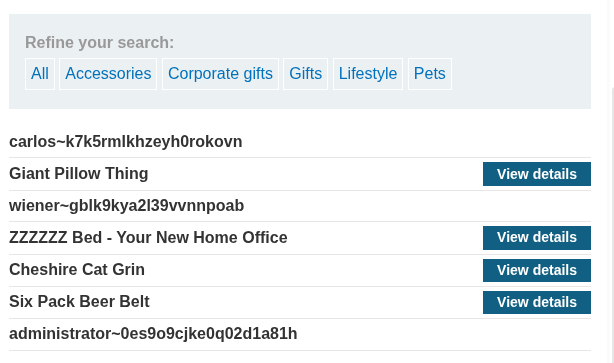 Refine your search:
All Accessories Corporate gifts Gifts Lifestyle Pets
carlos~k7k5rmlkhzeyh0rokovn
Giant Pillow Thing View details
wiener~gblk9kya2l39vvnnpoab
ZZZZZZ Bed - Your New Home Office View details
Cheshire Cat Grin View details
Six Pack Beer Belt View details
administrator~0es9o9cjke0q02d1a81h